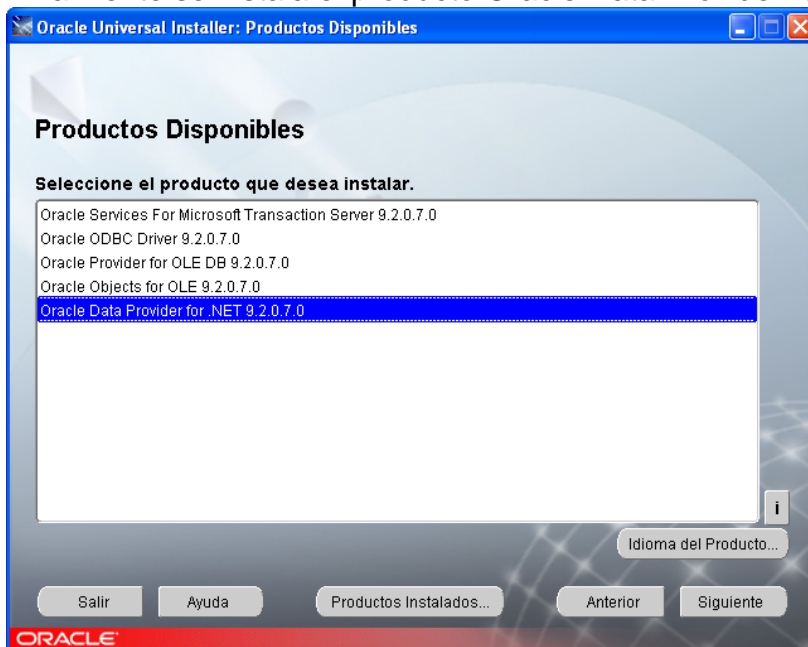 Oracle Universal Installer: Productos Disponibles
Productos Disponibles
Seleccione el producto que desea instalar.
Oracle Services For Microsoft Transaction Server 9.2.0.7.0
Oracle ODBC Driver 9.2.0.7.0
Oracle Provider for OLE DB 9.2.0.7.0
Oracle Objects for OLE 9.2.0.7.0
Oracle Data Provider for .NET 9.2.0.7.0
i
Idioma del Producto...
Salir Ayuda Productos Instalados... Anterior Siguiente
ORACLE